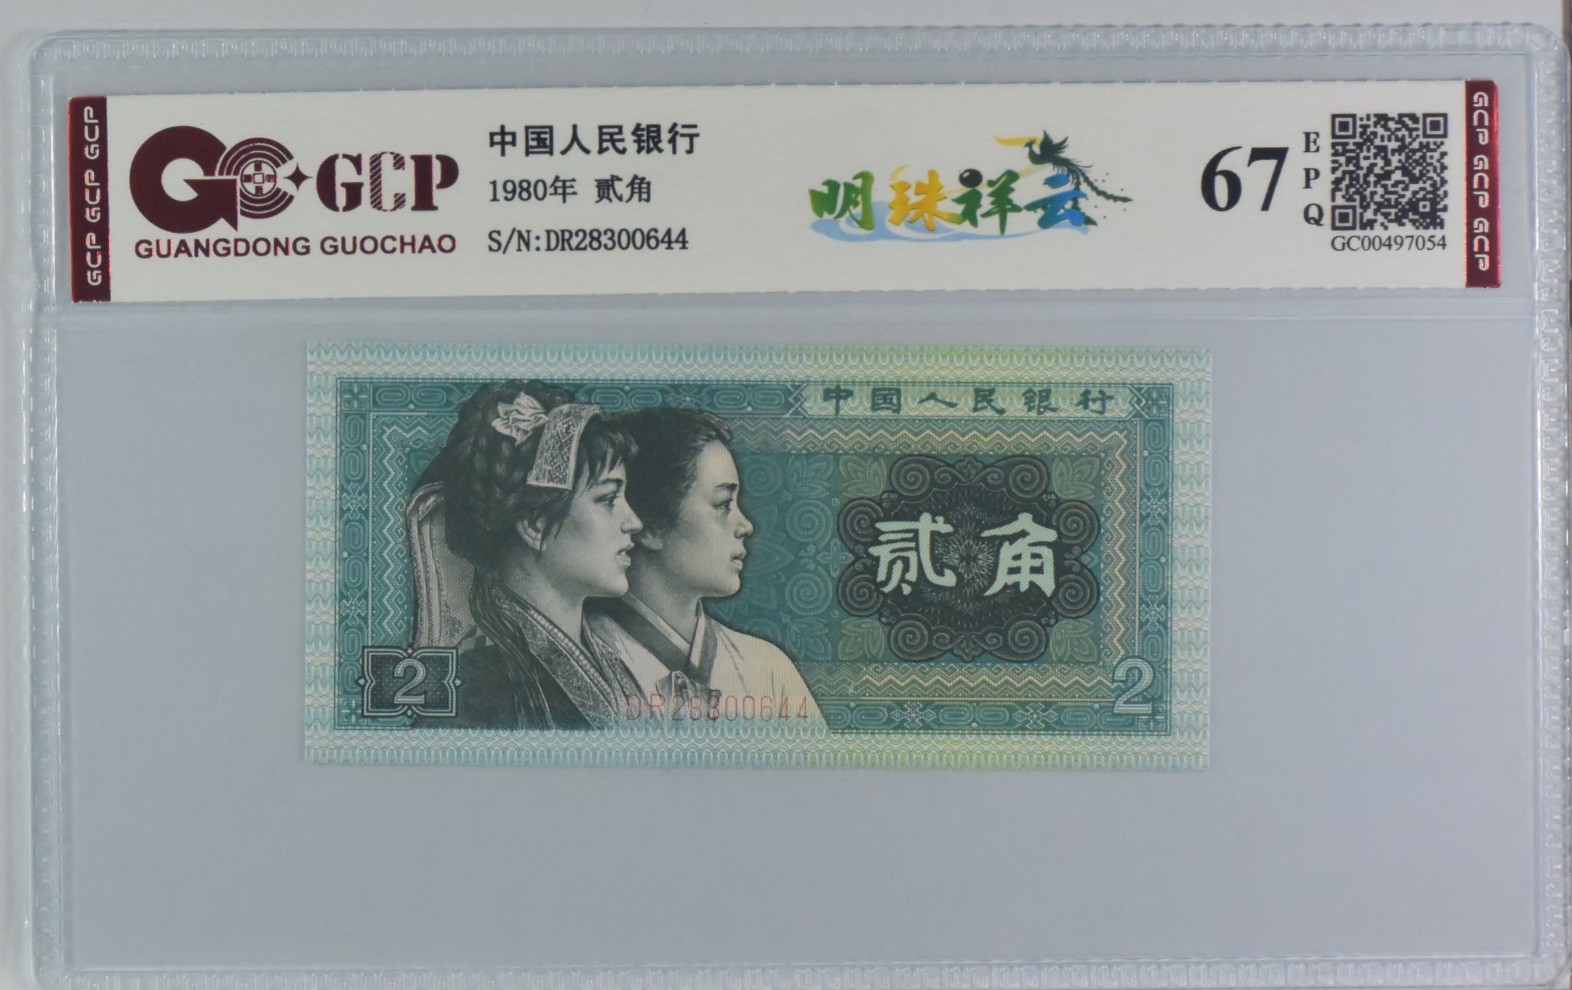 GCP GCP GCP
GCP
GUANGDONG GUOCHAO
中国人民银行
1980年 贰角
S/N:DR28300644
明珠祥云
67
EPQ
GC00497054
GCP GCP GCP
中国人民银行
贰角
2
DR28300644
2